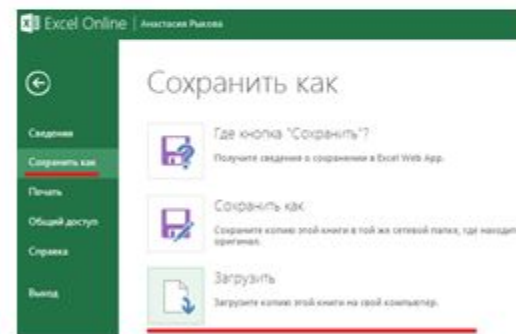 Excel Online | Анастасия Рыкова
Сохранить как
Сведения
Сохранить как
Печать
Общий доступ
Справка
Выход
Где кнопка "Сохранить"?
Получите сведения о сохранении в Excel Web App.
Сохранить как
Сохраните копию этой книги в той же сетевой папке, где находит
оригинал.
Загрузить
Загрузите копию этой книги на свой компьютер.